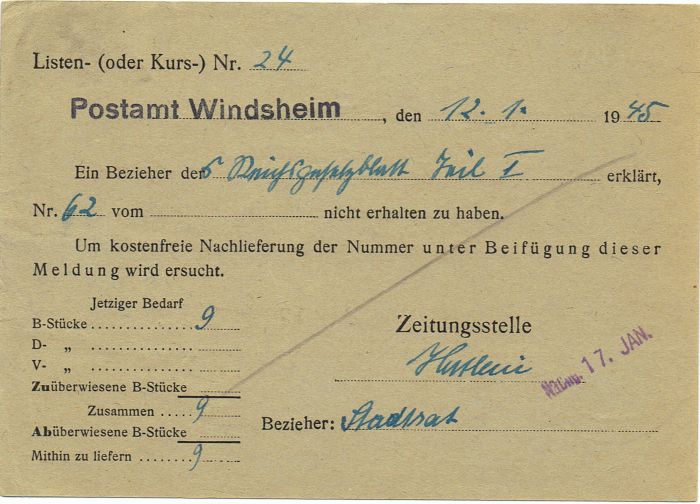 Listen- (oder Kurs-) Nr. 24
Postamt Windsheim, den 12. 1. 1945
Ein Bezieher des Reichsgesetzblatt Teil I erklärt,
Nr. 62 vom nicht erhalten zu haben.
Um kostenfreie Nachlieferung der Nummer unter Beifügung dieser
Meldung wird ersucht.
Jetziger Bedarf
B-Stücke .......... 9
D- „ ..........
V- „ ..........
Zuüberwiesene B-Stücke
Zusammen .... 9
Abüberwiesene B-Stücke
Mithin zu liefern ........ 9
Zeitungsstelle
17. JAN.
Bezieher: Stadtrat